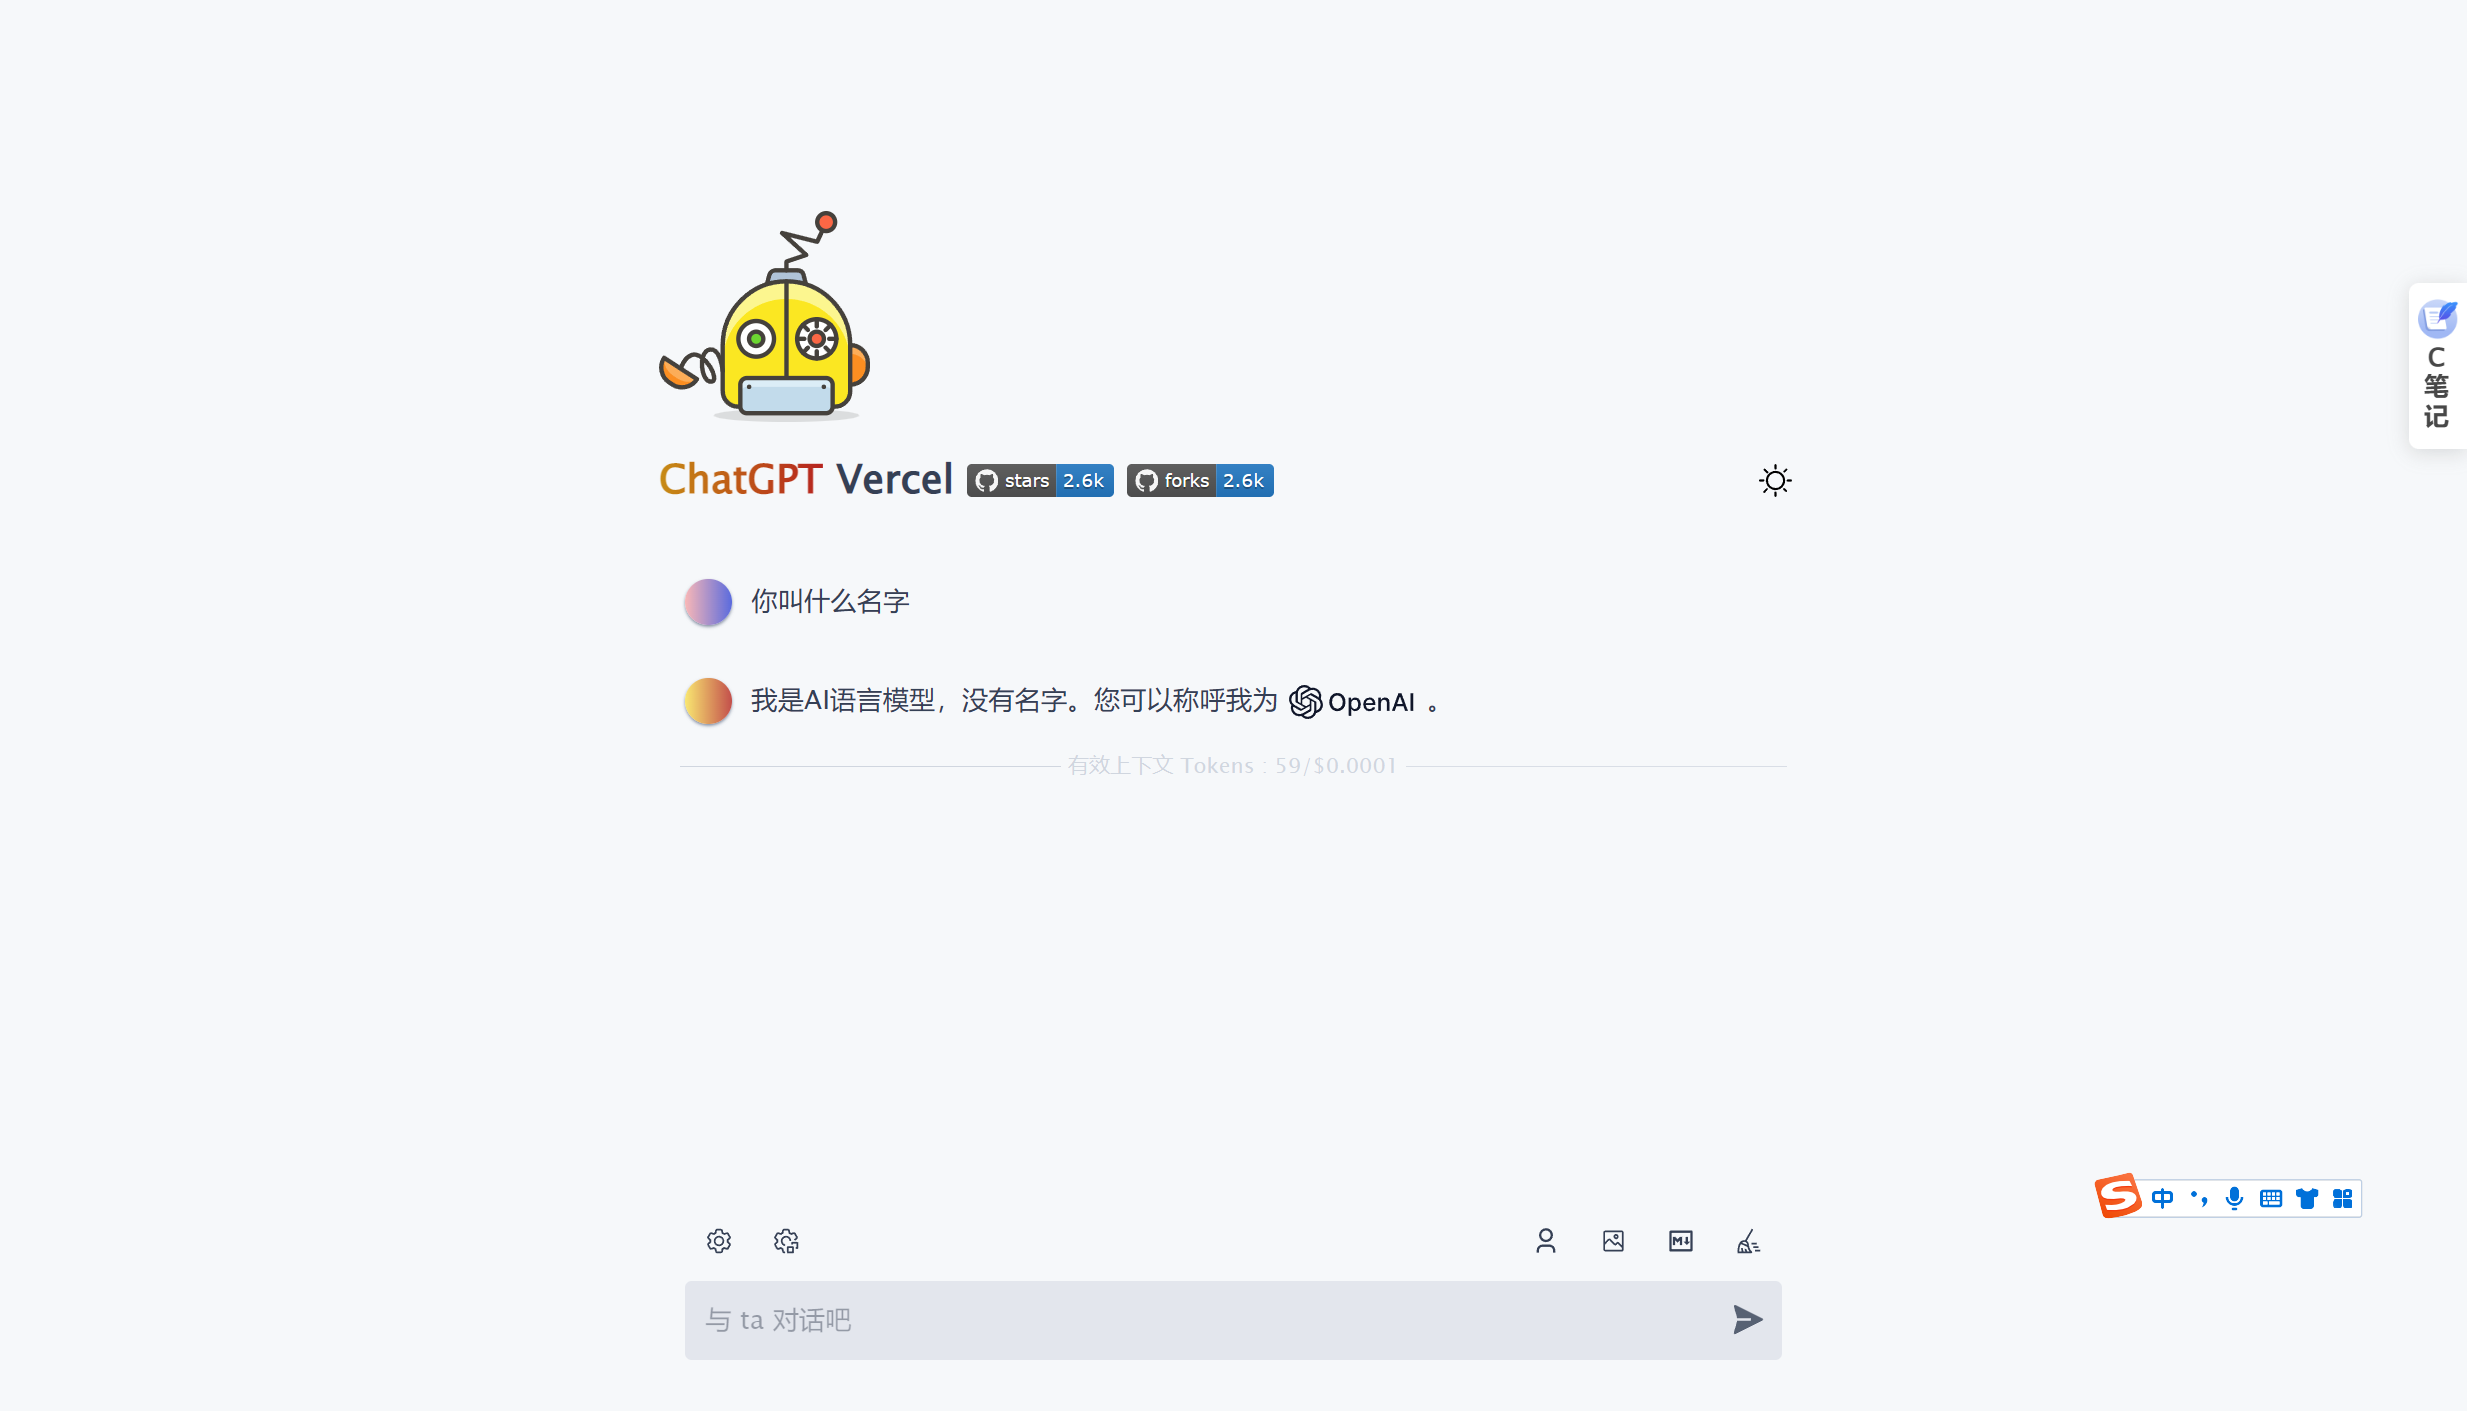 ChatGPT Vercel stars 2.6k forks 2.6k
你叫什么名字
我是AI语言模型，没有名字。您可以称呼我为 OpenAI 。
有效上下文 Tokens : 59/$0.0001
与 ta 对话吧
C
笔
记
S 中 •,
M